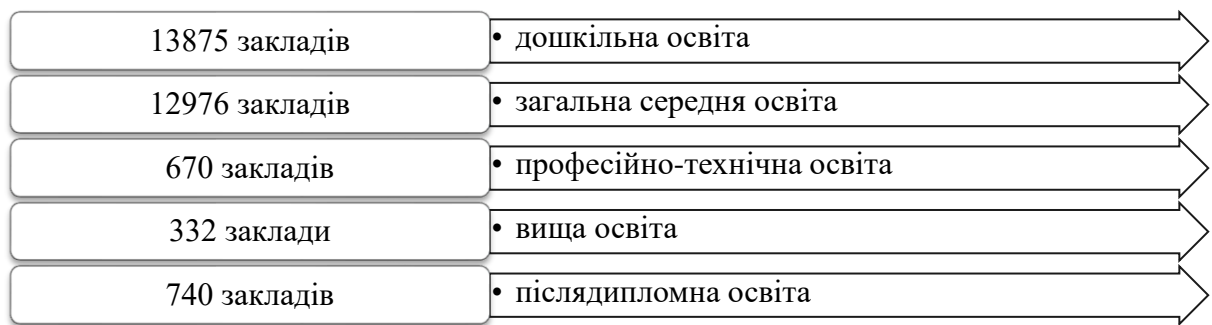 13875 закладів
• дошкільна освіта
12976 закладів
• загальна середня освіта
670 закладів
• професійно-технічна освіта
332 заклади
• вища освіта
740 закладів
• післядипломна освіта